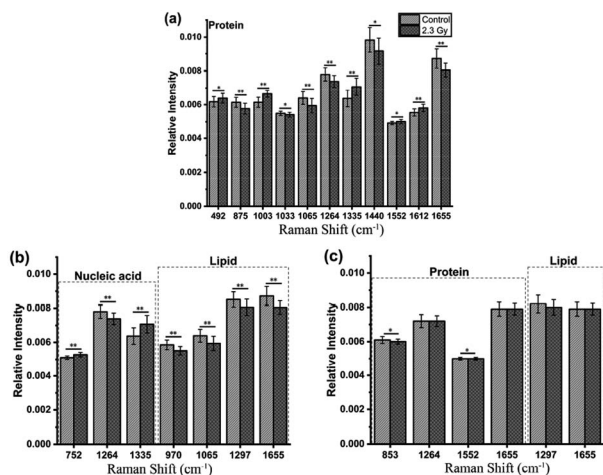 (a)
Protein
Control
2.3 Gy
0.010
0.008
0.006
0.004
0.002
0.000
Relative Intensity
* ** ** * ** ** ** * * ** **
492 875 1003 1033 1065 1264 1335 1440 1552 1612 1655
Raman Shift (cm-1)
(b)
Nucleic acid
Lipid
0.010
0.008
0.006
0.004
0.002
0.000
Relative Intensity
** ** ** ** ** ** **
752 1264 1335 970 1065 1297 1655
Raman Shift (cm-1)
(c)
Protein
Lipid
0.010
0.008
0.006
0.004
0.002
0.000
Relative Intensity
* *
853 1264 1552 1655 1297 1655
Raman Shift (cm-1)